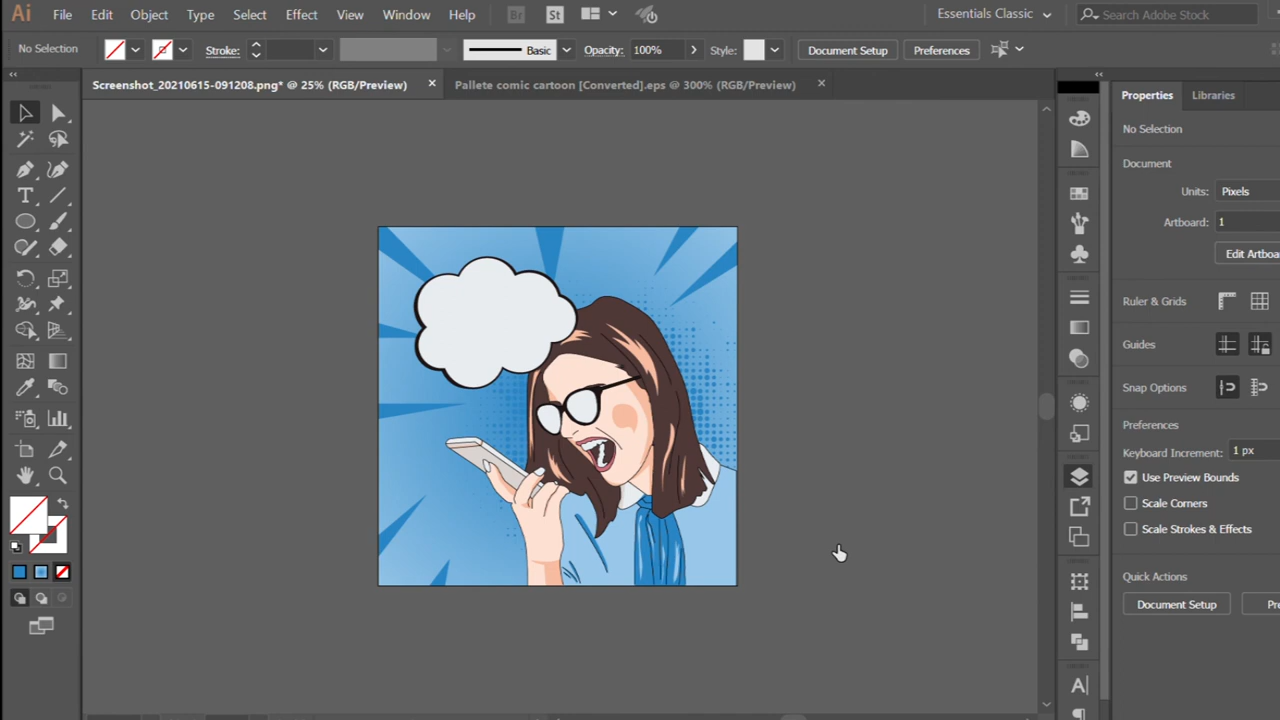 Ai File Edit Object Type Select Effect View Window Help Br St Essentials Classic Search Adobe Stock
No Selection Stroke: Basic Opacity: 100% Style: Document Setup Preferences
Screenshot_20210615-091208.png* @ 25% (RGB/Preview) Pallete comic cartoon [Converted].eps @ 300% (RGB/Preview)
Properties Libraries
No Selection
Document
Units: Pixels
Artboard: 1
Edit Artboa
Ruler & Grids
Guides
Snap Options
Preferences
Keyboard Increment: 1 px
Use Preview Bounds
Scale Corners
Scale Strokes & Effects
Quick Actions
Document Setup Pre